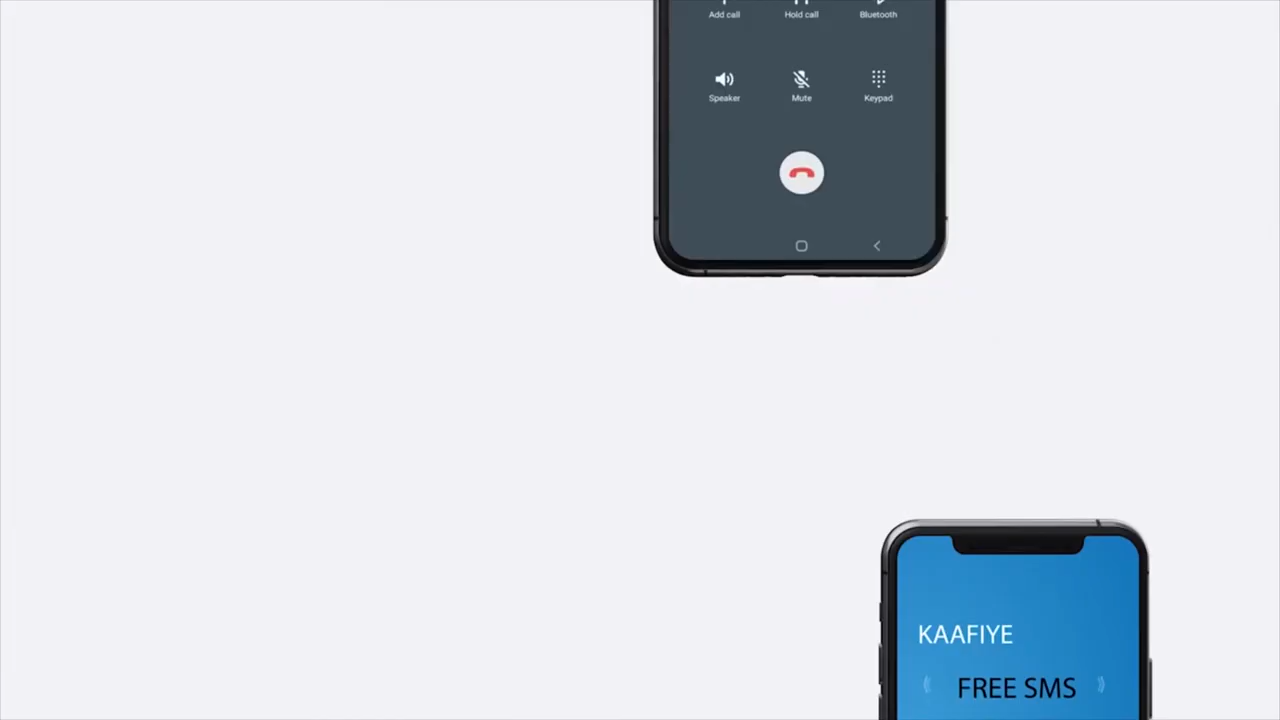 Add call Hold call Bluetooth
Speaker Mute Keypad
KAAFIYE
FREE SMS